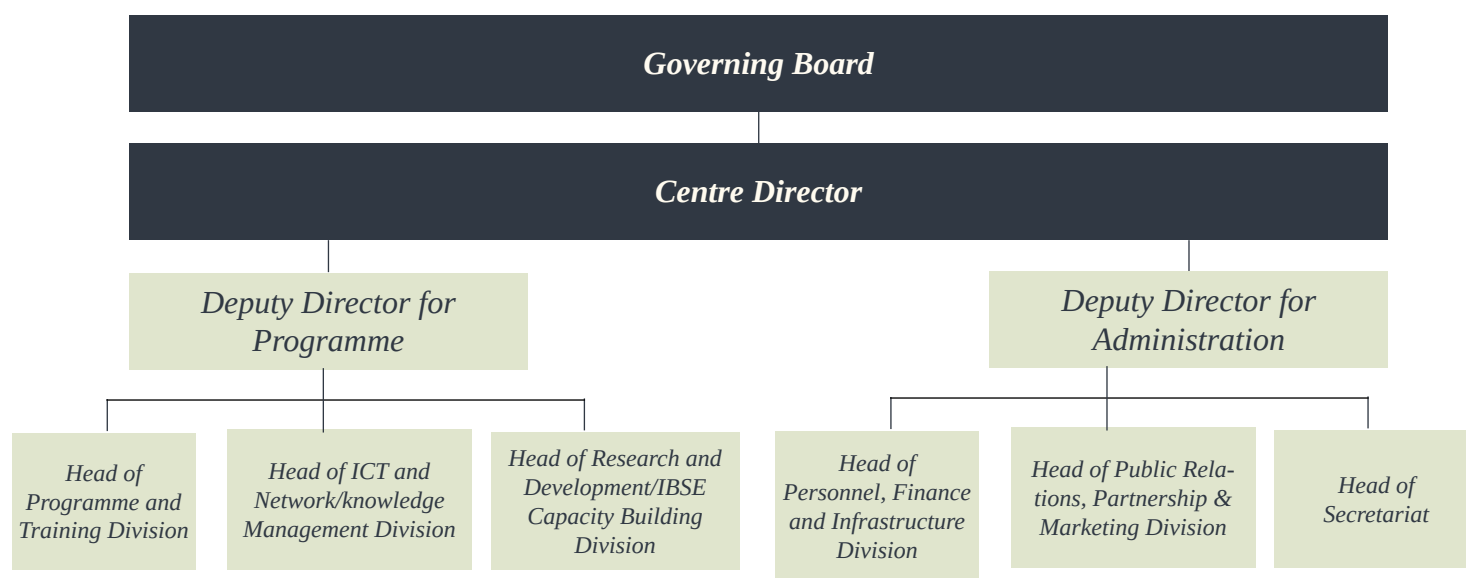 Governing Board
Centre Director
Deputy Director for
Programme
Deputy Director for
Administration
Head of
Programme and
Training Division
Head of ICT and
Network/knowledge
Management Division
Head of Research and
Development/IBSE
Capacity Building
Division
Head of
Personnel, Finance
and Infrastructure
Division
Head of Public Rela-
tions, Partnership &
Marketing Division
Head of
Secretariat